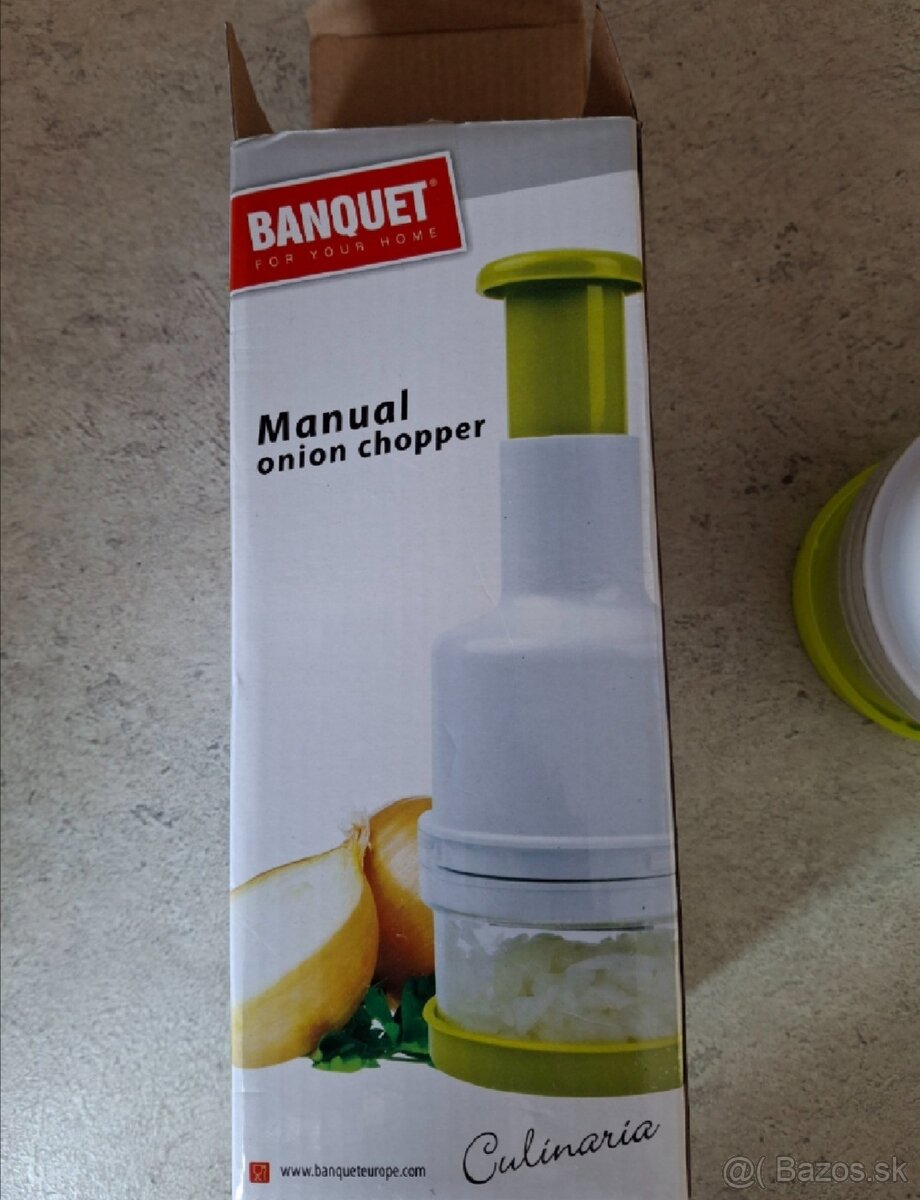 BANQUET®
FOR YOUR HOME
Manual
onion chopper
Culinaria
www.banqueteurope.com
@( Bazos.sk